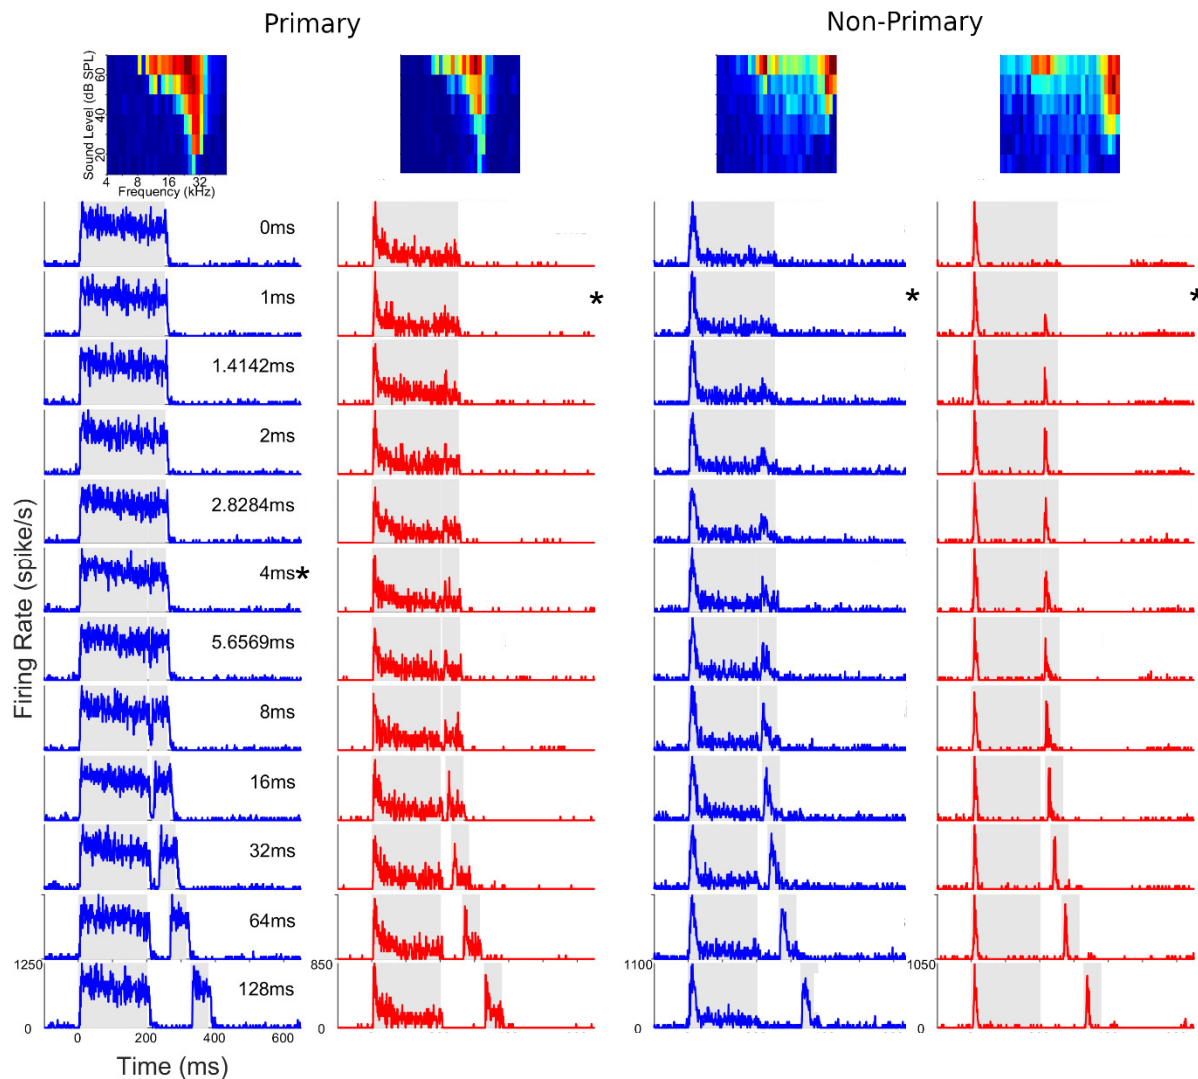 Primary
Non-Primary
Sound Level (dB SPL)
60
40
20
4 8 16 32
Frequency (kHz)
0ms
1ms
*
*
*
1.4142ms
2ms
2.8284ms
4ms*
5.6569ms
8ms
16ms
32ms
64ms
128ms
Firing Rate (spike/s)
1250
0
850
0
1100
0
1050
0
0 200 400 600
Time (ms)